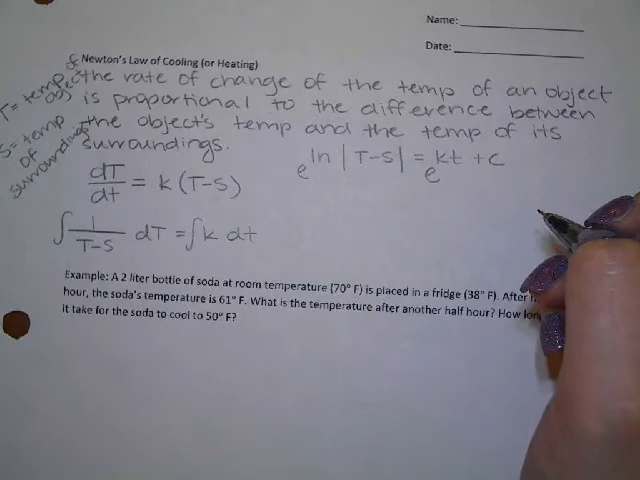 Name:
Date:
Newton's Law of Cooling (or Heating)
T = temp of object
S = temp of surroundings
the rate of change of the temp of an object
is proportional to the difference between
the object's temp and the temp of its
surroundings.
dT/dt = k (T-S)
e^ln |T-S| = e^kt + c
∫ 1/(T-S) dT = ∫ k dt
Example: A 2 liter bottle of soda at room temperature (70° F) is placed in a fridge (38° F). After
hour, the soda's temperature is 61° F. What is the temperature after another half hour? How
it take for the soda to cool to 50° F?